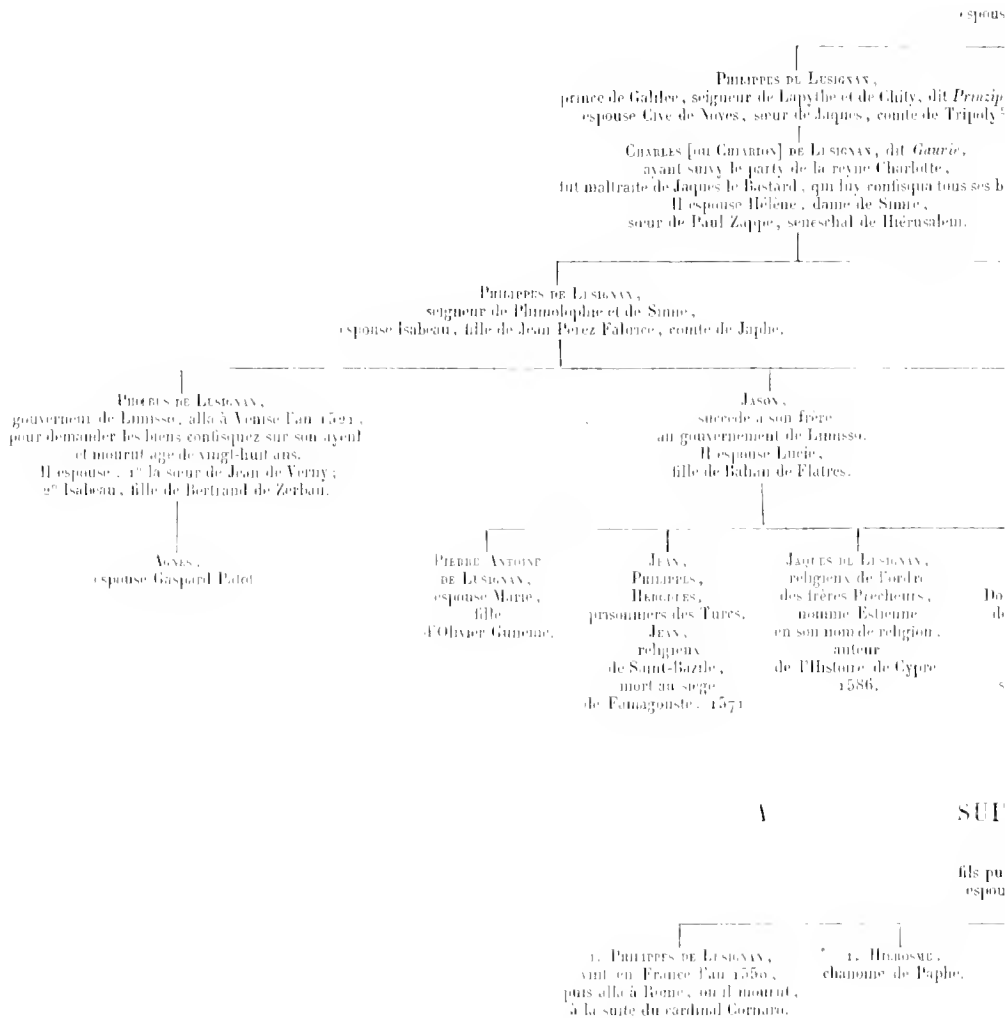 espous
PHILIPPES DE LUSIGNAN,
prince de Galilee, seigneur de Lapythe et de Chity, dit Prinzip
espouse Cive de Noves, sœur de Jaques, comte de Tripoly
CHARLES [ou CHIARION] DE LUSIGNAN, dit Gaurie,
ayant suivy le party de la reyne Charlotte,
fut maltraite de Jaques le Bastard, qui luy confisqua tous ses b
Il espouse Hélène, dame de Sinne,
sœur de Paul Zappe, seneschal de Hiérusalem.
PHILIPPES DE LUSIGNAN,
seigneur de Plimolophie et de Sinne,
espouse Isabeau, fille de Jean Perez Fabrice, comte de Japhe.
PHOEBUS DE LUSIGNAN,
gouverneur de Limisso, alla à Venise l'an 1521,
pour demander les biens confisquez sur son ayeul
et mourut age de vingt-huit ans.
Il espouse, 1° la sœur de Jean de Verny;
2° Isabeau, fille de Bertrand de Zerbau.
JASON,
succede a son frère
au gouvernement de Limisso.
Il espouse Lucie,
fille de Baban de Flatres.
AGNES,
espouse Gaspard Palol
PIERRE ANTOINE
DE LUSIGNAN,
espouse Marie,
fille
d'Olivier Guneme.
JEAN,
PHILIPPES,
HERCULES,
prisonniers des Turcs.
JEAN,
religieux
de Saint-Bazile,
mort au siege
de Famagouste, 1571
JAQUES DE LUSIGNAN,
religieux de l'ordre
des frères Precheurs,
nomme Estienne
en son nom de religion,
auteur
de l'Histoire de Cypre
1586.
Do
de
s
SUI
fils pu
espou
1. PHILIPPES DE LUSIGNAN,
vint en France l'an 1550,
puis alla à Rome, ou il mourut,
à la suite du cardinal Cornaro.
1. HIEROSME,
chanoine de Paphe.